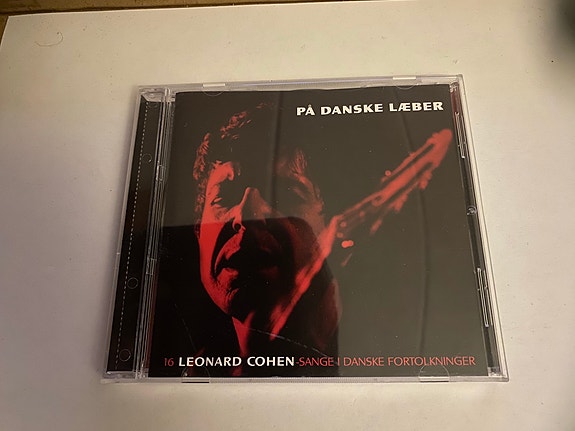 PÅ DANSKE LÆBER
16 LEONARD COHEN-SANGE I DANSKE FORTOLKNINGER